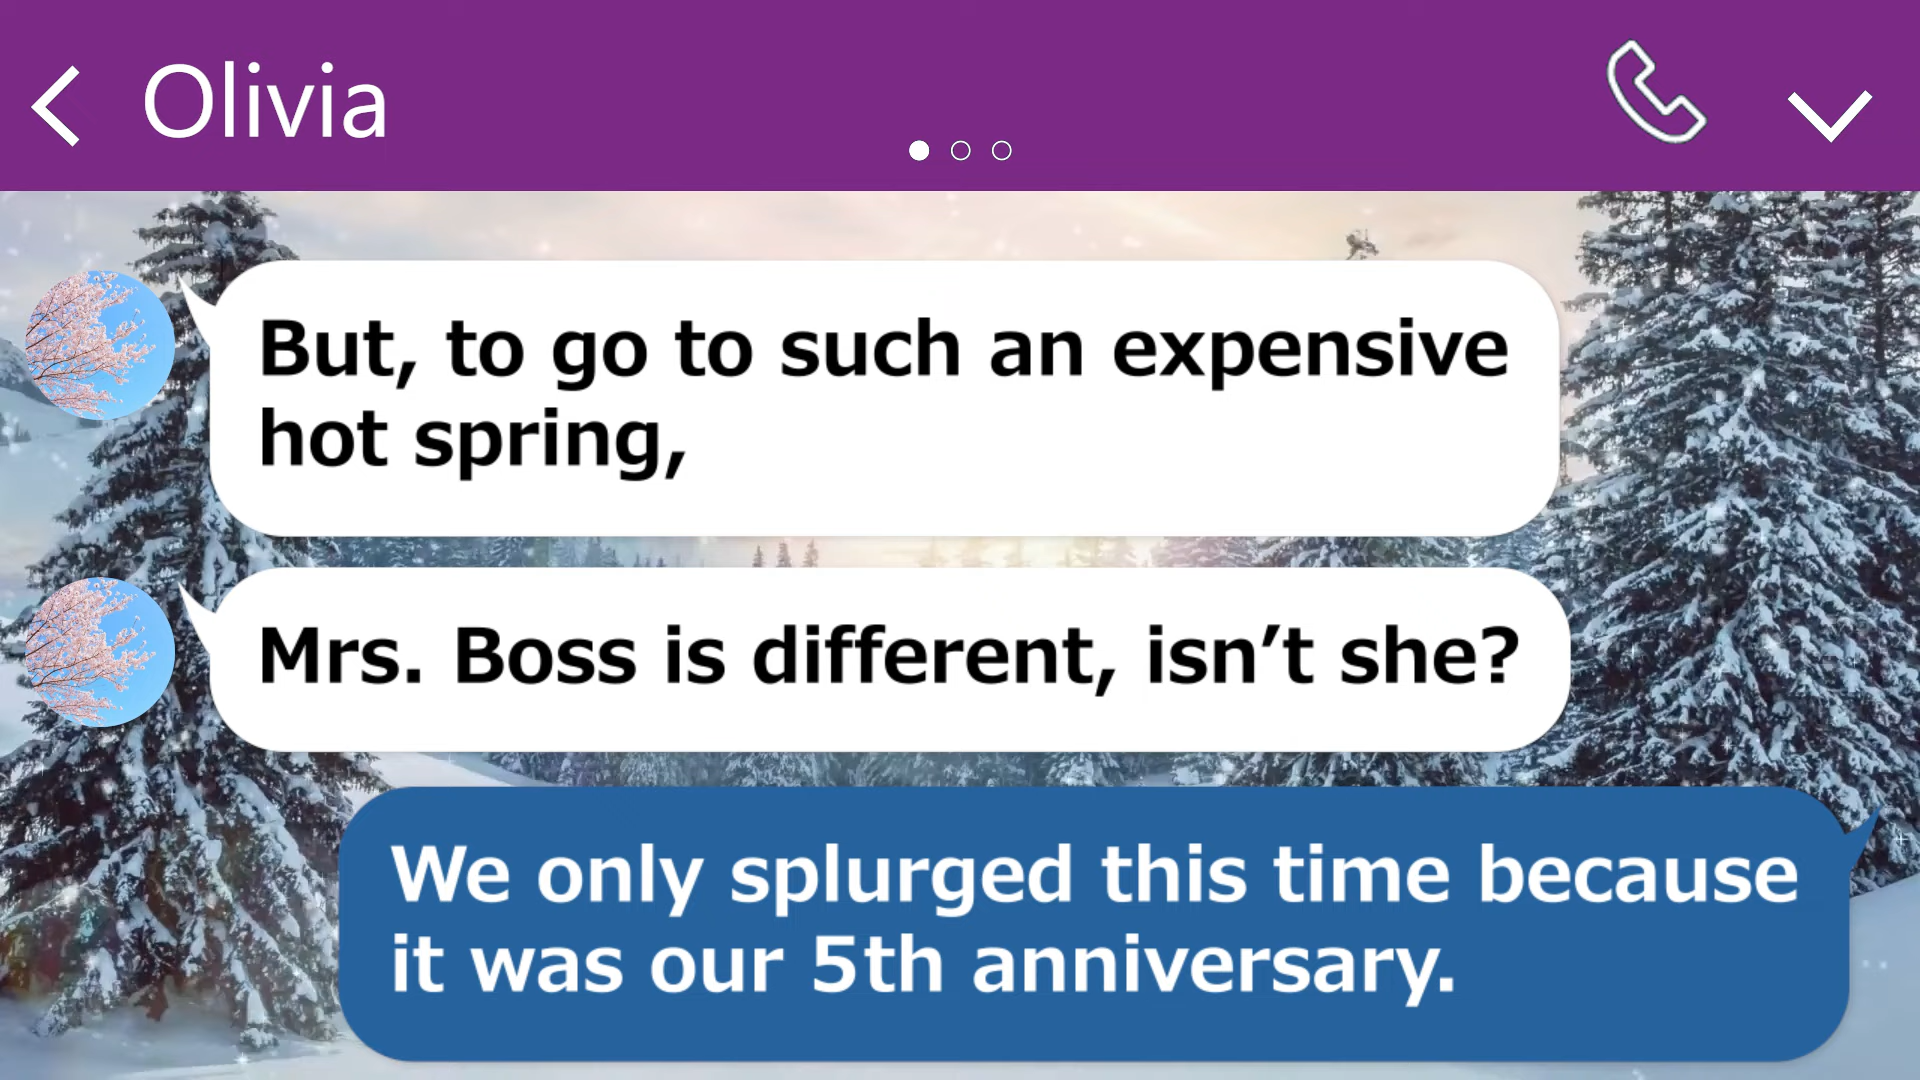 Olivia
But, to go to such an expensive
hot spring,
Mrs. Boss is different, isn’t she?
We only splurged this time because
it was our 5th anniversary.